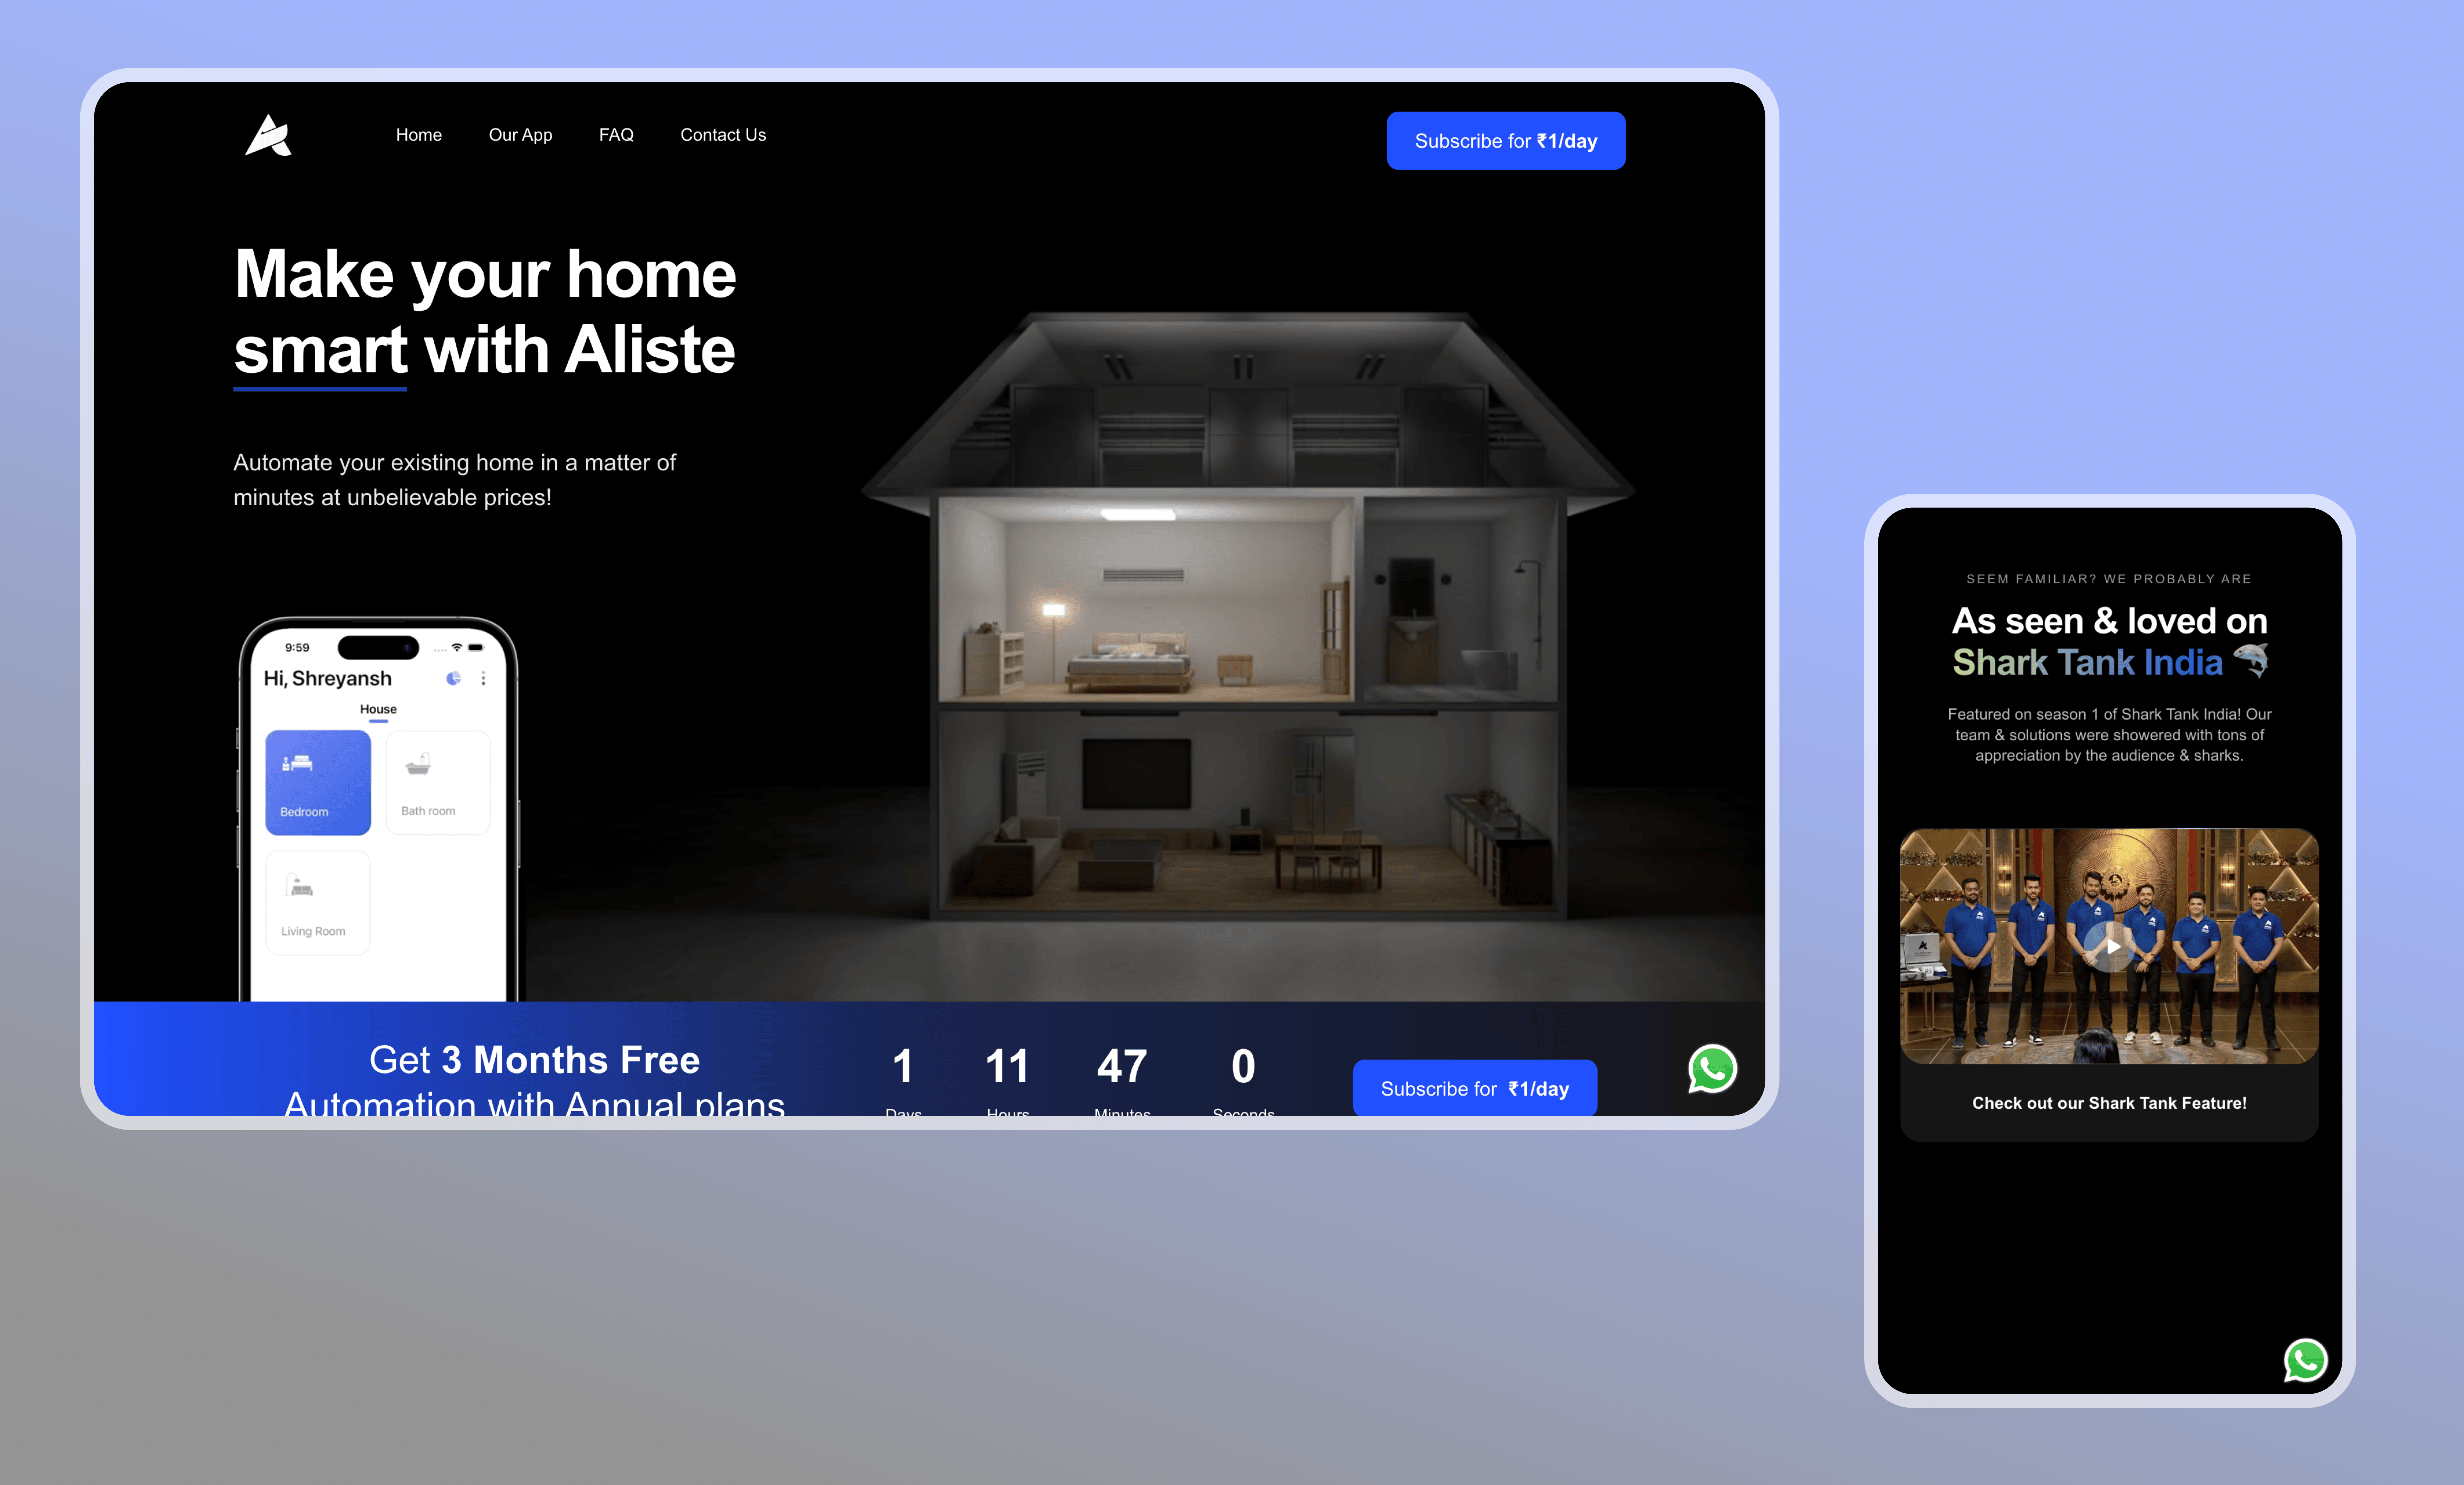 Home
Our App
FAQ
Contact Us
Subscribe for ₹1/day
Make your home
smart with Aliste
Automate your existing home in a matter of
minutes at unbelievable prices!
9:59
Hi, Shreyansh
House
Bedroom
Bath room
Living Room
Get 3 Months Free
Automation with Annual plans
1
11
47
0
Days
Hours
Minutes
Seconds
Subscribe for ₹1/day
SEEM FAMILIAR? WE PROBABLY ARE
As seen & loved on
Shark Tank India
Featured on season 1 of Shark Tank India! Our
team & solutions were showered with tons of
appreciation by the audience & sharks.
Check out our Shark Tank Feature!